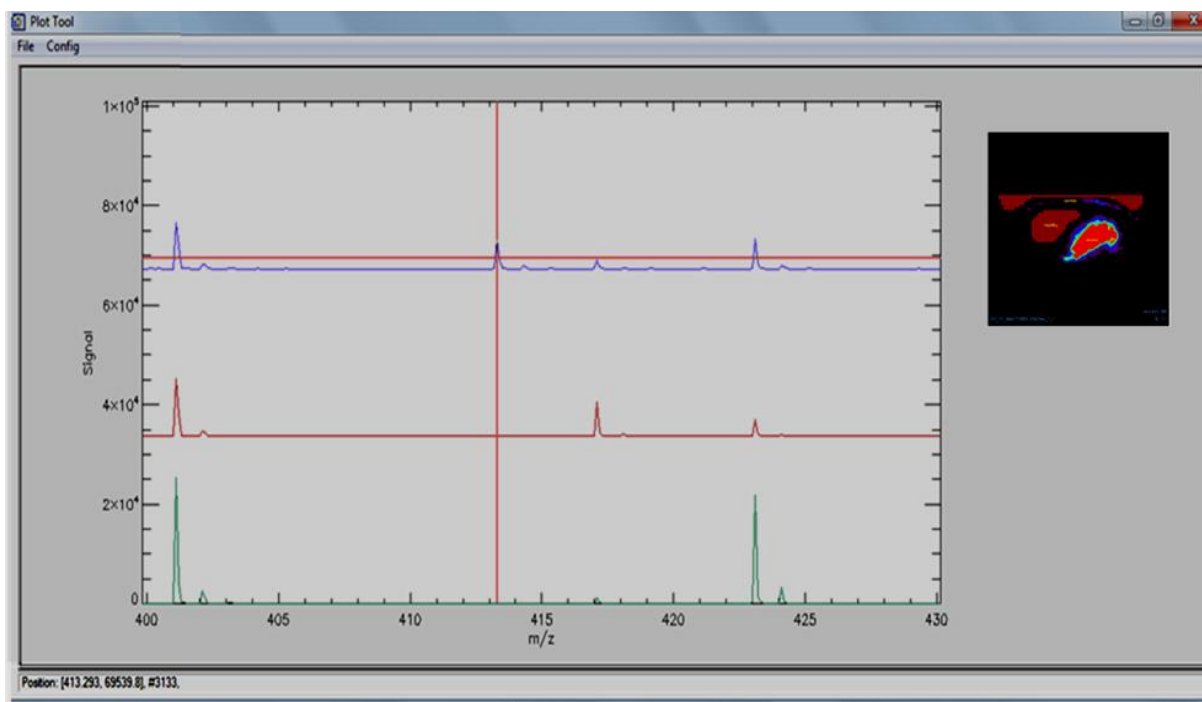 Plot Tool
File Config
1×10⁵
8×10⁴
6×10⁴
4×10⁴
2×10⁴
0
Signal
400 405 410 415 420 425 430
m/z
Position: [413.293, 69539.8], #3133,